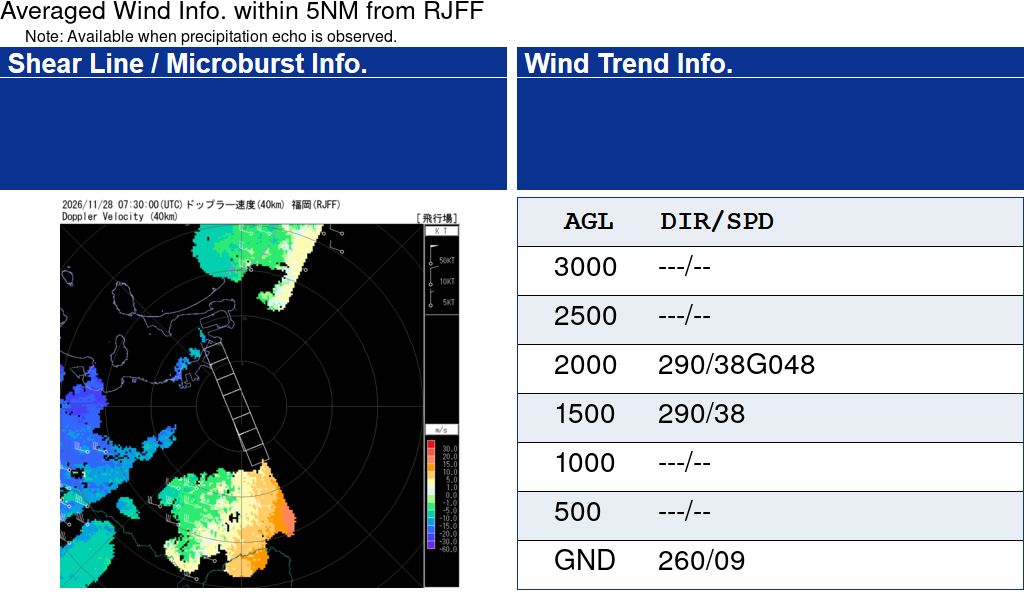 Averaged Wind Info. within 5NM from RJFF
Note: Available when precipitation echo is observed.
Shear Line / Microburst Info.
Wind Trend Info.
2026/11/28 07:30:00(UTC) ドップラー速度(40km) 福岡(RJFF)
Doppler Velocity (40km)
[飛行場]
KT
50KT
10KT
5KT
m/s
30.0
20.0
15.0
10.0
5.0
1.0
0.0
-1.0
-5.0
-10.0
-15.0
-20.0
-30.0
-60.0
AGL DIR/SPD
3000 ---/--
2500 ---/--
2000 290/38G048
1500 290/38
1000 ---/--
500 ---/--
GND 260/09